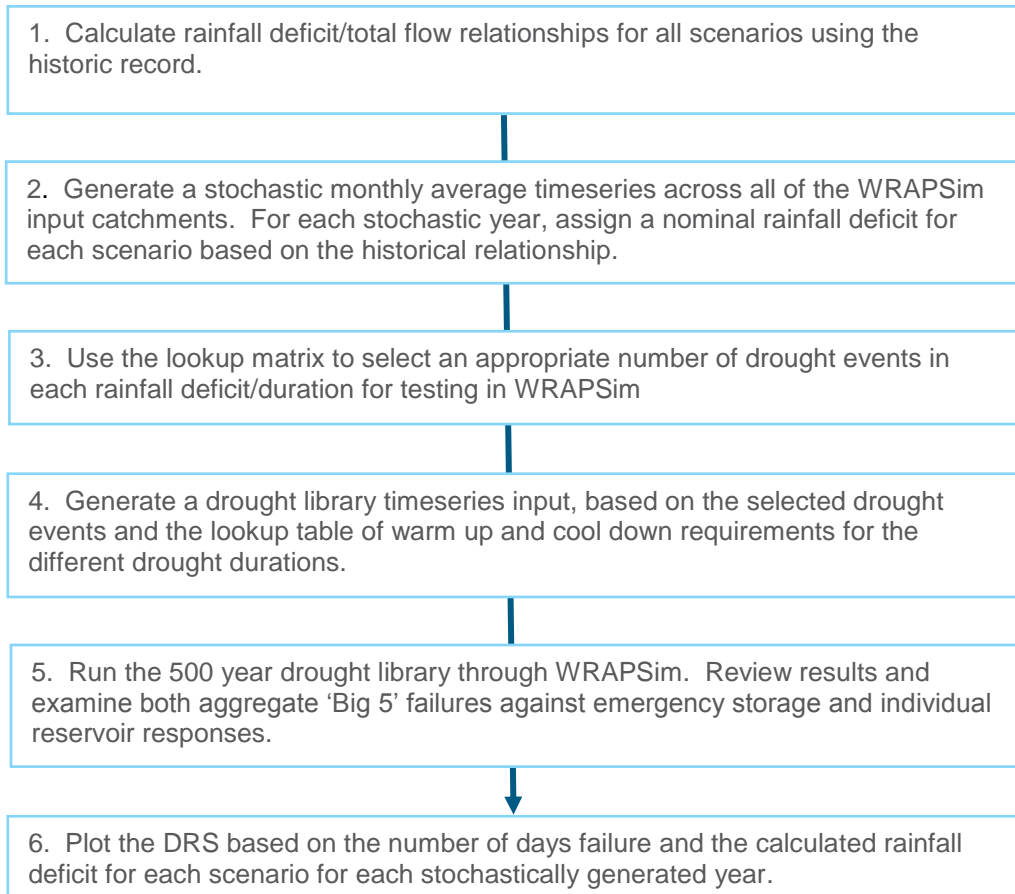 1. Calculate rainfall deficit/total flow relationships for all scenarios using the
historic record.
2. Generate a stochastic monthly average timeseries across all of the WRAPSim
input catchments. For each stochastic year, assign a nominal rainfall deficit for
each scenario based on the historical relationship.
3. Use the lookup matrix to select an appropriate number of drought events in
each rainfall deficit/duration for testing in WRAPSim
4. Generate a drought library timeseries input, based on the selected drought
events and the lookup table of warm up and cool down requirements for the
different drought durations.
5. Run the 500 year drought library through WRAPSim. Review results and
examine both aggregate ‘Big 5’ failures against emergency storage and individual
reservoir responses.
6. Plot the DRS based on the number of days failure and the calculated rainfall
deficit for each scenario for each stochastically generated year.